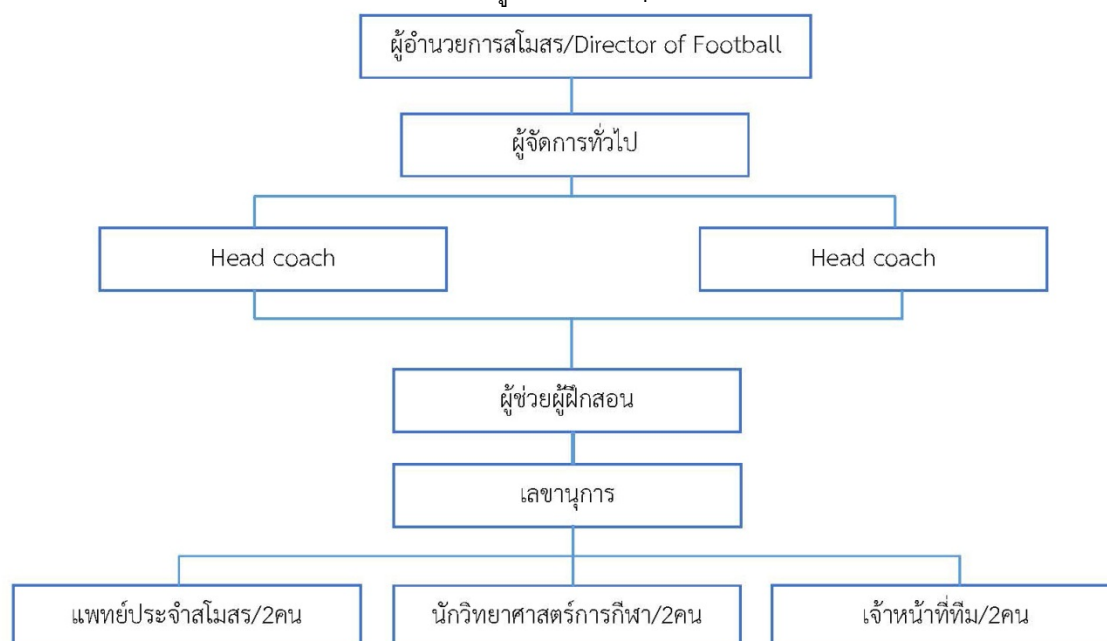 ผู้อำนวยการสโมสร/Director of Football
ผู้จัดการทั่วไป
Head coach
Head coach
ผู้ช่วยผู้ฝึกสอน
เลขานุการ
แพทย์ประจำสโมสร/2คน
นักวิทยาศาสตร์การกีฬา/2คน
เจ้าหน้าที่ทีม/2คน